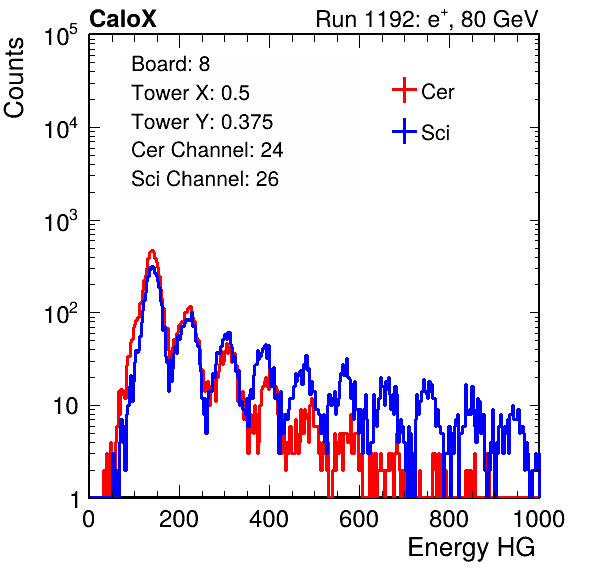 CaloX Run 1192: e⁺, 80 GeV
Counts
Board: 8
Tower X: 0.5
Tower Y: 0.375
Cer Channel: 24
Sci Channel: 26
Cer
Sci
10⁵
10⁴
10³
10²
10
1
0 200 400 600 800 1000
Energy HG